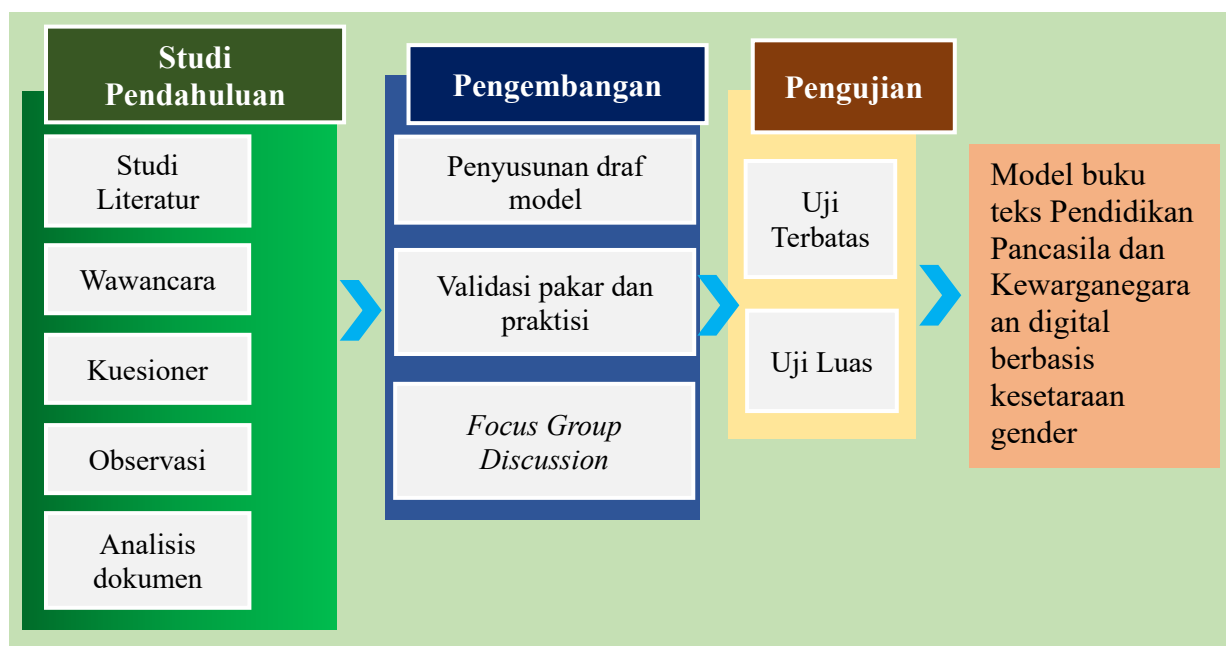 Studi
Pendahuluan
Studi
Literatur
Wawancara
Kuesioner
Observasi
Analisis
dokumen
Pengembangan
Penyusunan draf
model
Validasi pakar dan
praktisi
Focus Group
Discussion
Pengujian
Uji
Terbatas
Uji Luas
Model buku
teks Pendidikan
Pancasila dan
Kewarganegara
an digital
berbasis
kesetaraan
gender